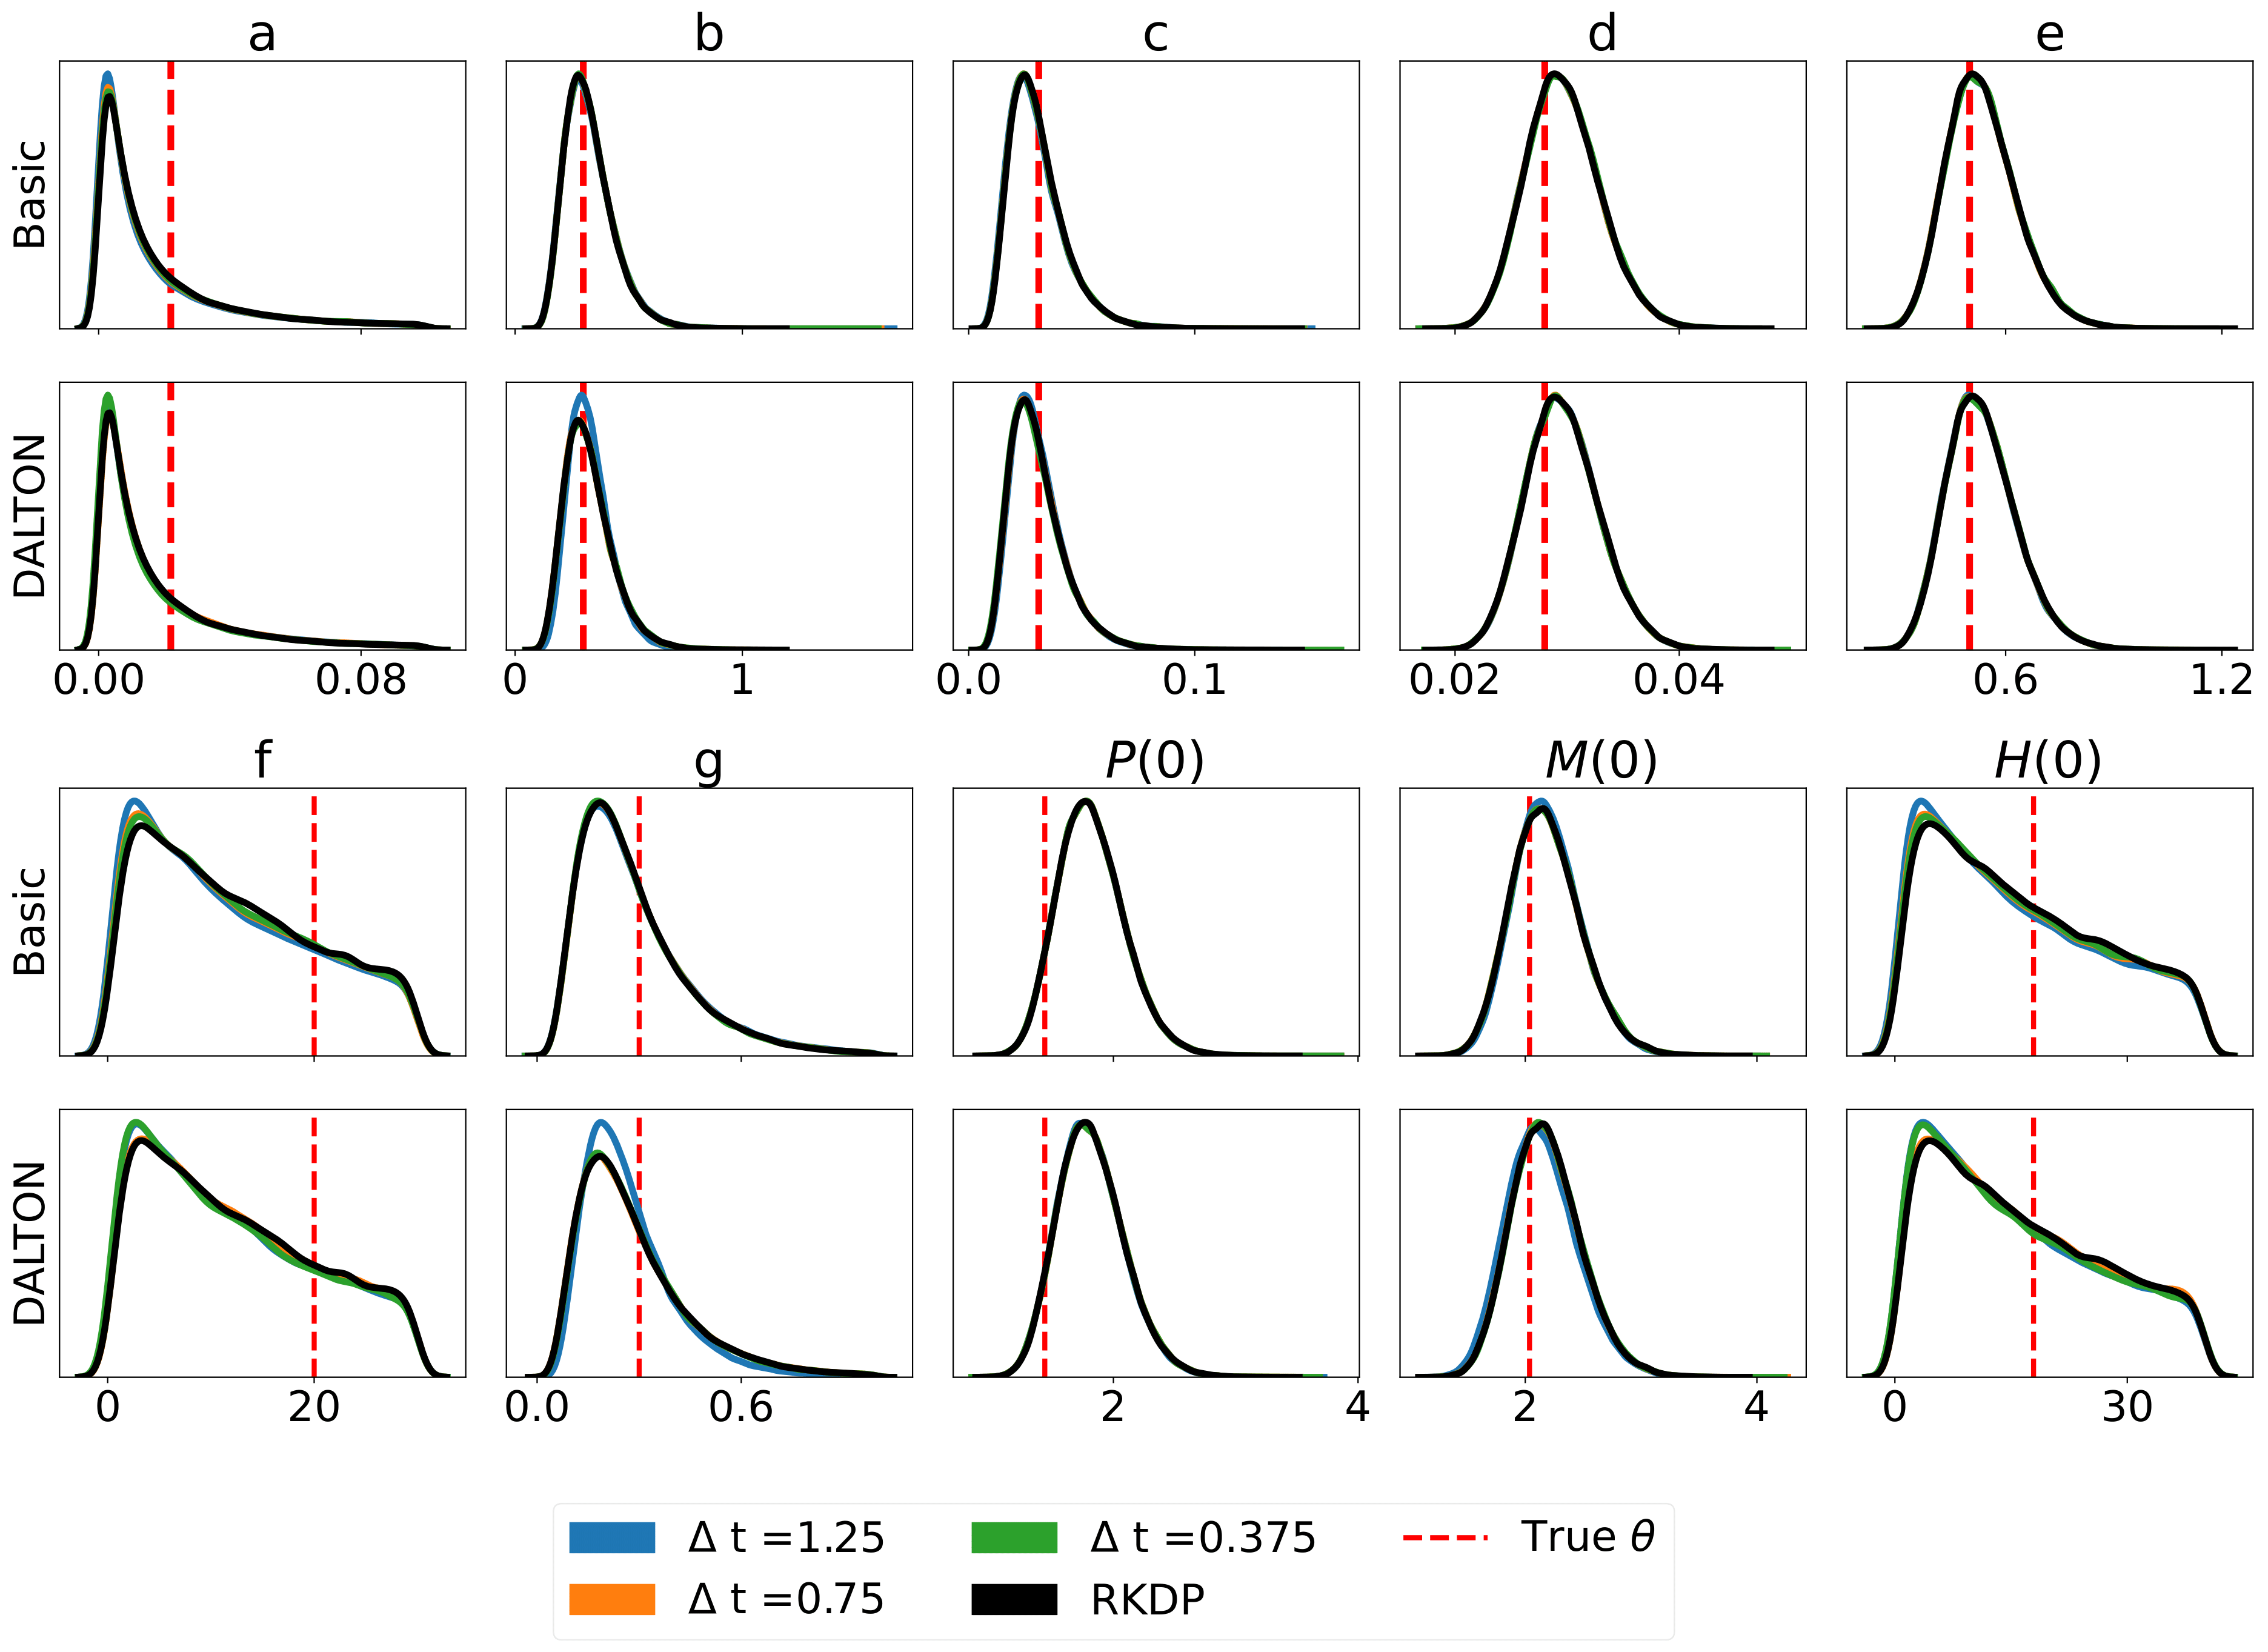 a b c d e
Basic
DALTON
0.00 0.08 0 1 0.0 0.1 0.02 0.04 0.6 1.2
f g P(0) M(0) H(0)
Basic
DALTON
0 20 0.0 0.6 2 4 2 4 0 30
Δ t =1.25 Δ t =0.375 True θ
Δ t =0.75 RKDP